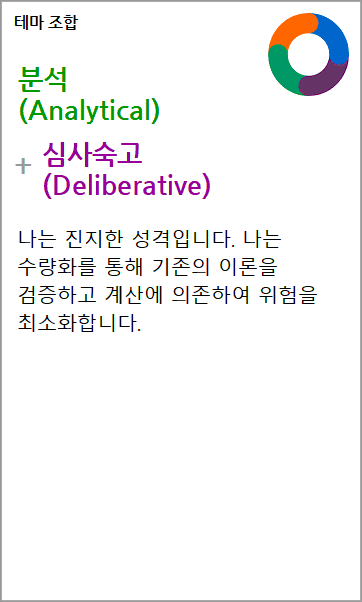 테마 조합
분석
(Analytical)
+ 심사숙고
(Deliberative)
나는 진지한 성격입니다. 나는
수량화를 통해 기존의 이론을
검증하고 계산에 의존하여 위험을
최소화합니다.